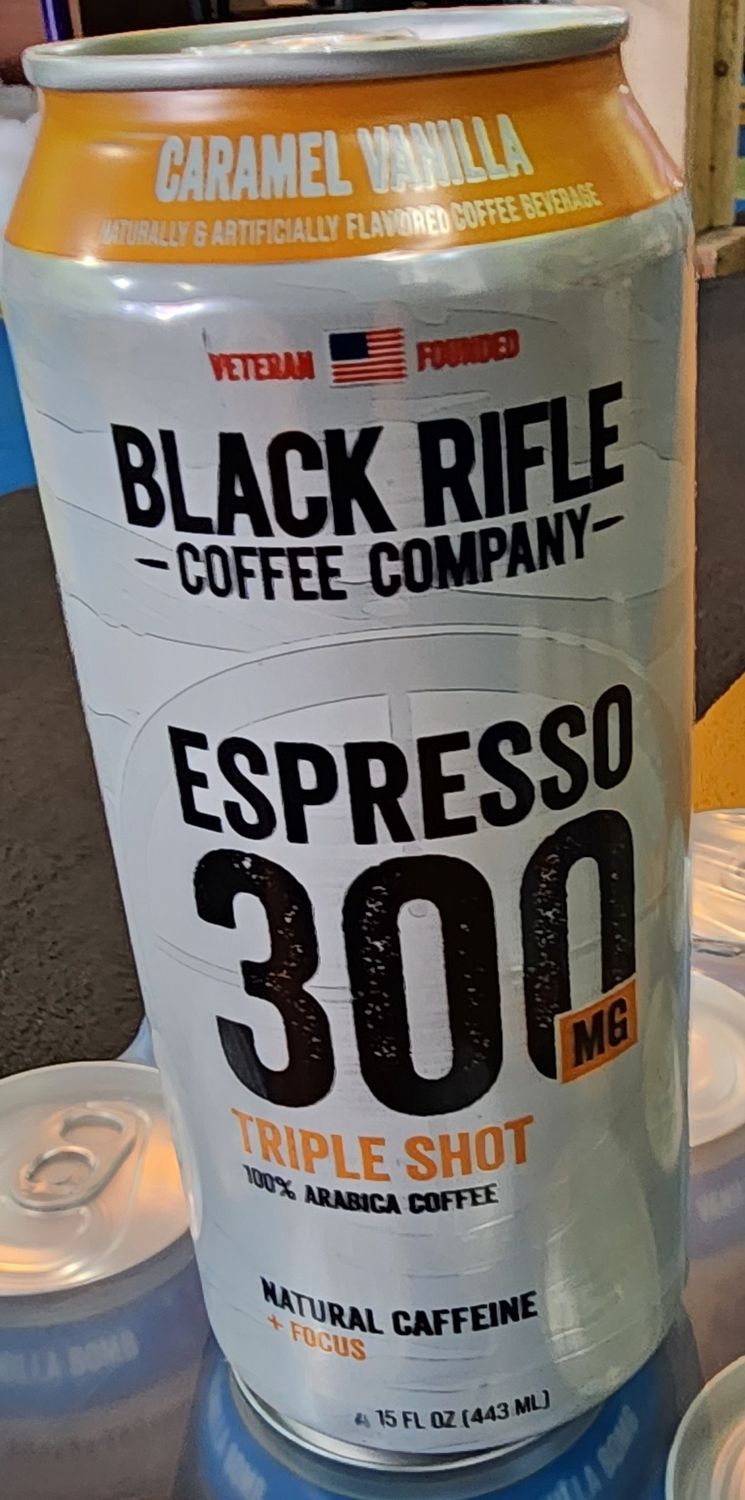 CARAMEL VANILLA
NATURALLY & ARTIFICIALLY FLAVORED COFFEE BEVERAGE
VETERAN FOUNDED
BLACK RIFLE
-COFFEE COMPANY-
ESPRESSO
300
MG
TRIPLE SHOT
100% ARABICA COFFEE
NATURAL CAFFEINE
+ FOCUS
15 FL OZ (443 ML)